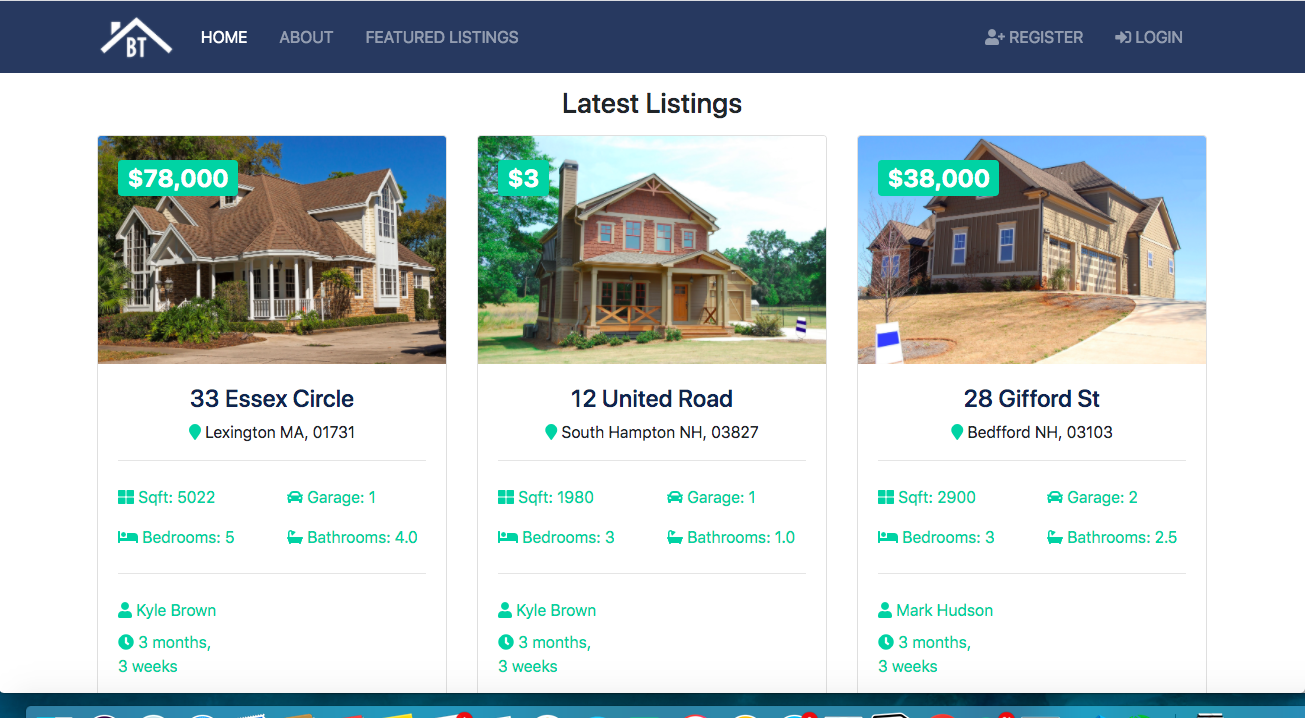 BT
HOME
ABOUT
FEATURED LISTINGS
REGISTER
LOGIN
Latest Listings
$78,000
$3
$38,000
33 Essex Circle
Lexington MA, 01731
Sqft: 5022
Garage: 1
Bedrooms: 5
Bathrooms: 4.0
Kyle Brown
3 months,
3 weeks
12 United Road
South Hampton NH, 03827
Sqft: 1980
Garage: 1
Bedrooms: 3
Bathrooms: 1.0
Kyle Brown
3 months,
3 weeks
28 Gifford St
Bedfford NH, 03103
Sqft: 2900
Garage: 2
Bedrooms: 3
Bathrooms: 2.5
Mark Hudson
3 months,
3 weeks